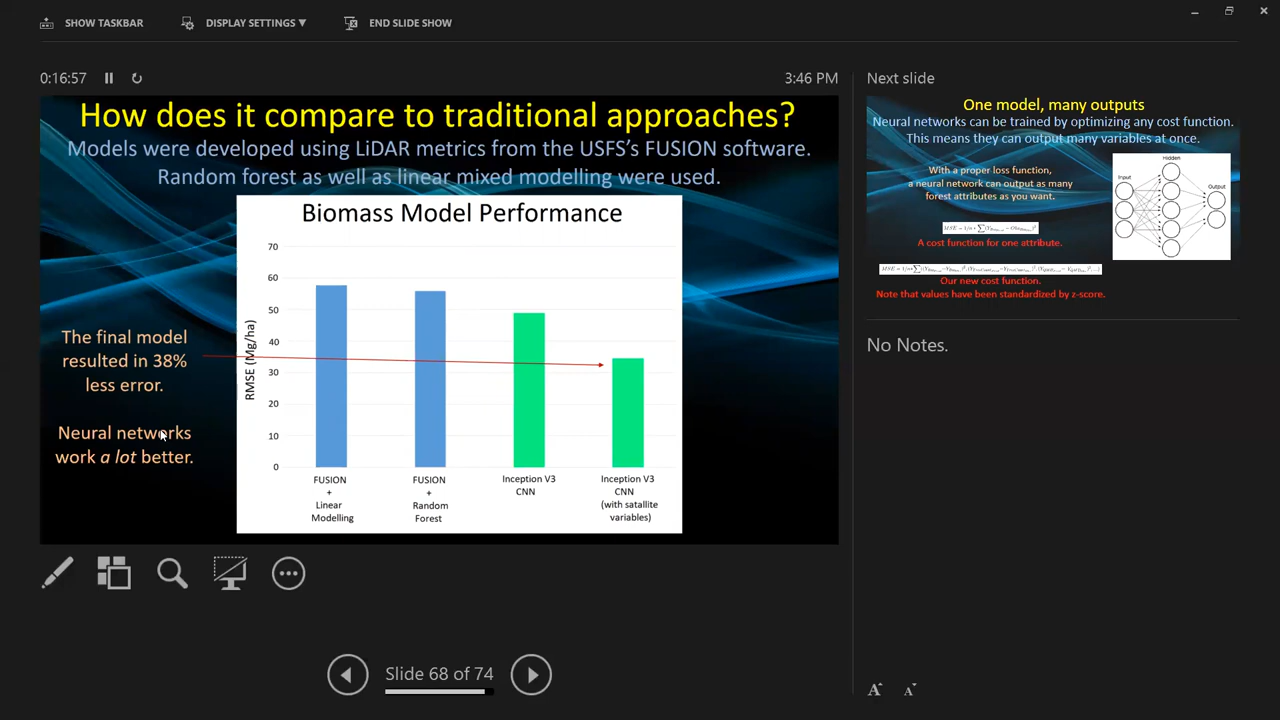 SHOW TASKBAR
DISPLAY SETTINGS ▼
END SLIDE SHOW
0:16:57
3:46 PM
How does it compare to traditional approaches?
Models were developed using LiDAR metrics from the USFS's FUSION software.
Random forest as well as linear mixed modelling were used.
Biomass Model Performance
70
60
50
40
30
20
10
0
RMSE (Mg/ha)
FUSION
+
Linear
Modelling
FUSION
+
Random
Forest
Inception V3
CNN
Inception V3
CNN
(with satallite
variables)
The final model
resulted in 38%
less error.
Neural networks
work a lot better.
Slide 68 of 74
Next slide
One model, many outputs
Neural networks can be trained by optimizing any cost function.
This means they can output many variables at once.
With a proper loss function,
a neural network can output as many
forest attributes as you want.
A cost function for one attribute.
Our new cost function.
Note that values have been standardized by z-score.
Input
Hidden
Output
No Notes.
A
A